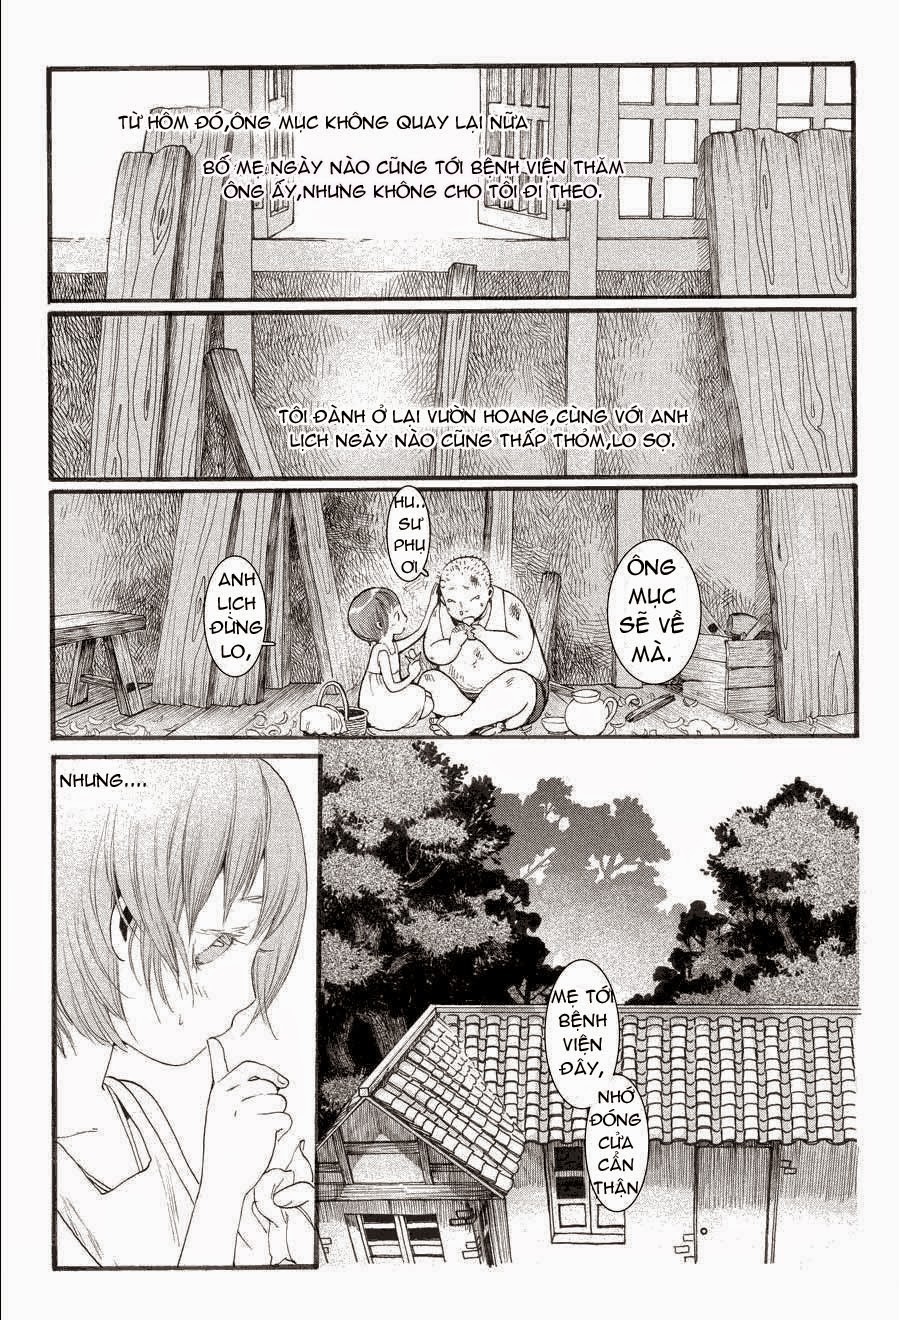 TỪ HÔM ĐÓ,ÔNG MỤC KHÔNG QUAY LẠI NỮA
BỐ MẸ NGÀY NÀO CŨNG TỚI BỆNH VIỆN THĂM
ÔNG ẤY,NHƯNG KHÔNG CHO TÔI ĐI THEO.
TÔI ĐÀNH Ở LẠI VƯỜN HOANG,CÙNG VỚI ANH
LỊCH NGÀY NÀO CŨNG THẤP THỎM,LO SỢ.
HU..
SƯ
PHỤ
ƠI
ANH
LỊCH
ĐỪNG
LO,
ÔNG
MỤC
SẼ VỀ
MÀ.
NHƯNG....
MẸ TỚI
BỆNH
VIỆN
ĐÂY,
NHỚ
ĐÓNG
CỬA
CẨN
THẬN